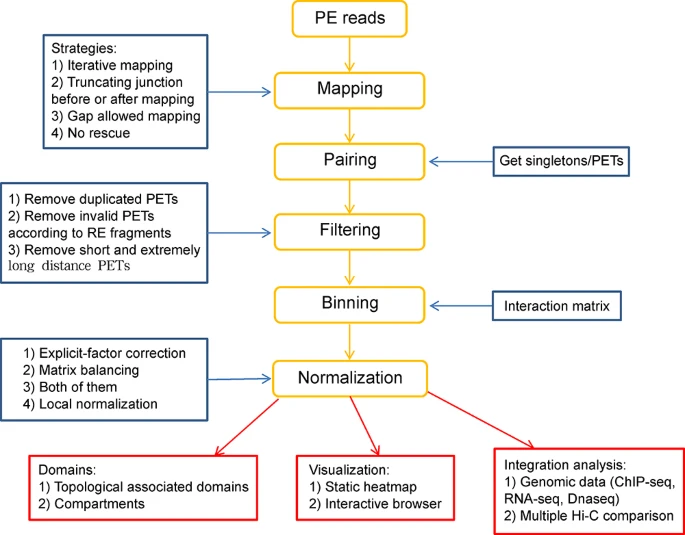 PE reads
Strategies:
1) Iterative mapping
2) Truncating junction
before or after mapping
3) Gap allowed mapping
4) No rescue
Mapping
Pairing
Get singletons/PETs
1) Remove duplicated PETs
2) Remove invalid PETs
according to RE fragments
3) Remove short and extremely
long distance PETs
Filtering
Binning
Interaction matrix
1) Explicit-factor correction
2) Matrix balancing
3) Both of them
4) Local normalization
Normalization
Domains:
1) Topological associated domains
2) Compartments
Visualization:
1) Static heatmap
2) Interactive browser
Integration analysis:
1) Genomic data (ChIP-seq,
RNA-seq, Dnaseq)
2) Multiple Hi-C comparison